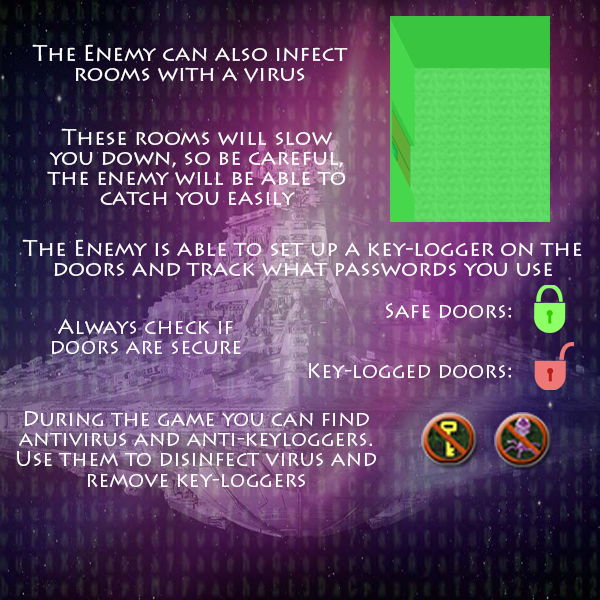 The Enemy can also infect
rooms with a virus
These rooms will slow
you down, so be careful,
the enemy will be able to
catch you easily
The Enemy is able to set up a key-logger on the
doors and track what passwords you use
Safe doors:
Always check if
doors are secure
Key-logged doors:
During the game you can find
antivirus and anti-keyloggers.
Use them to disinfect virus and
remove key-loggers